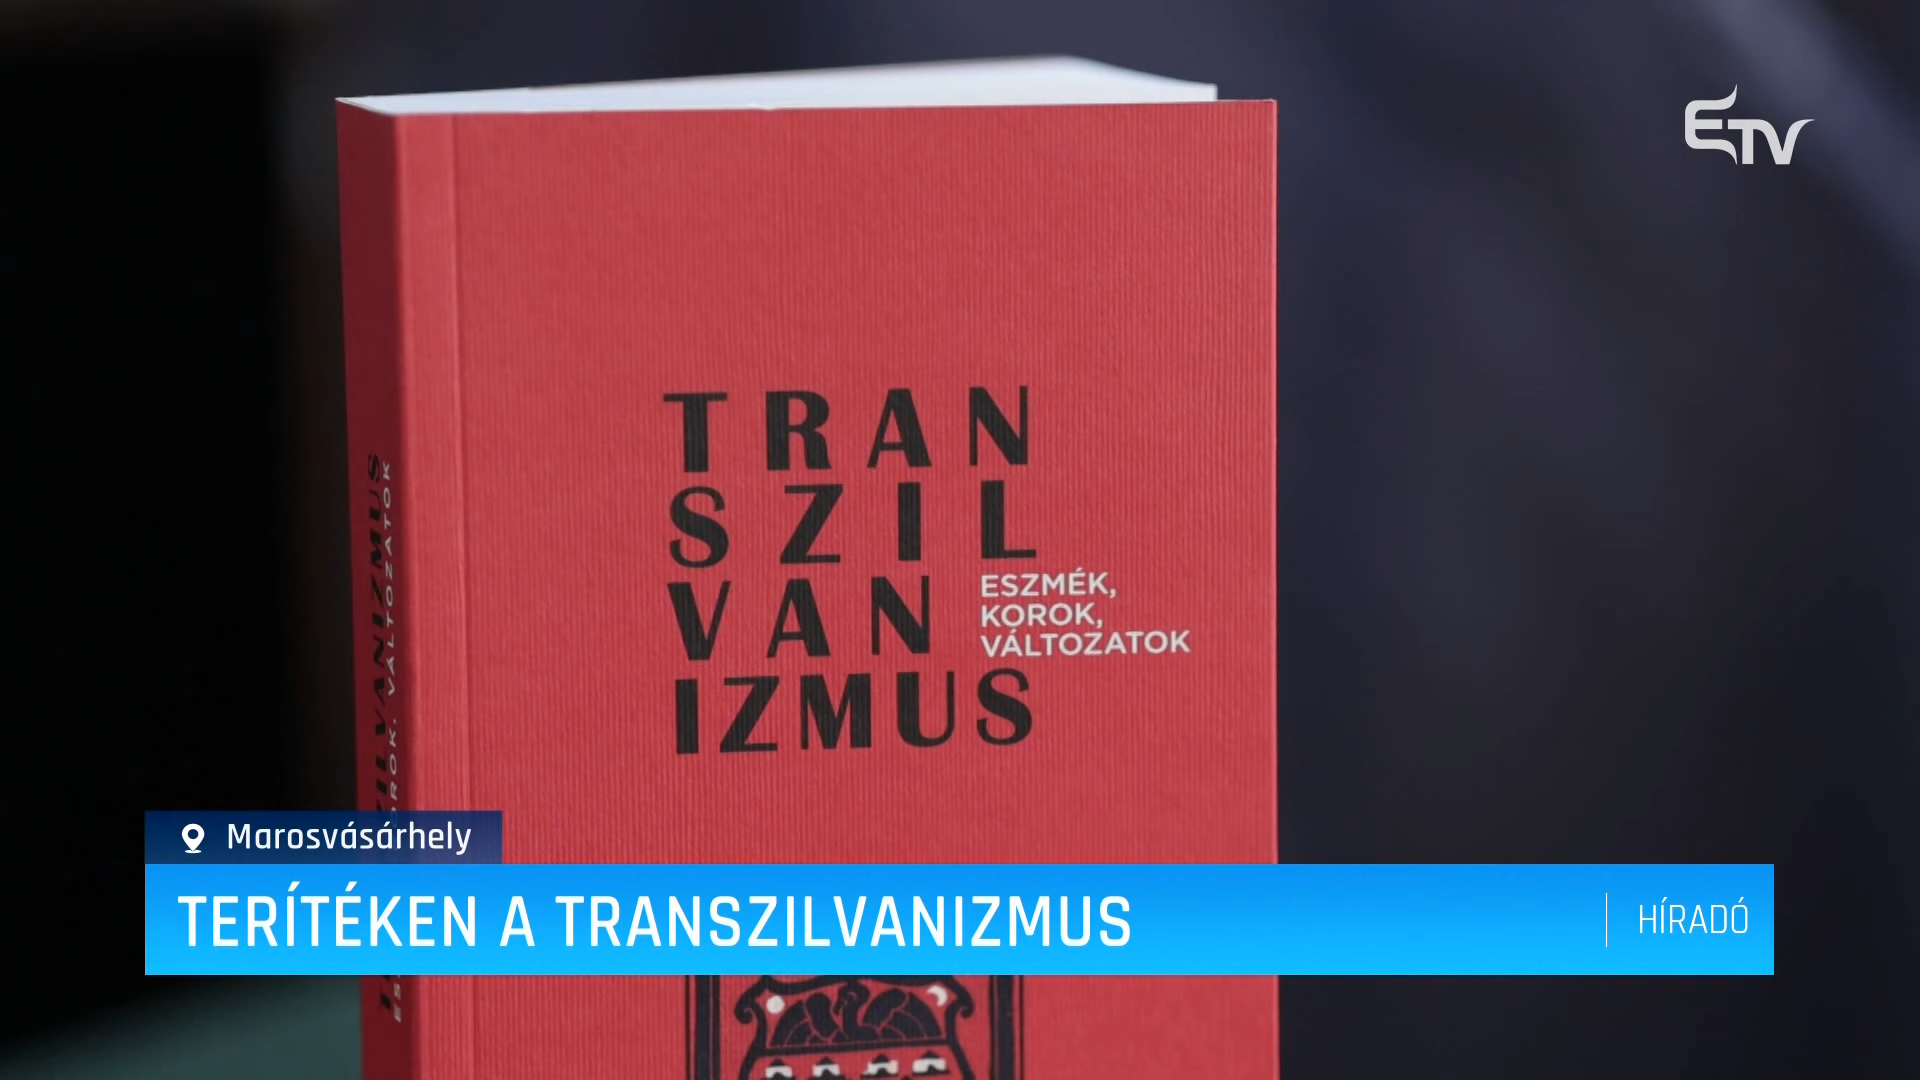 ETV
TRAN
SZIL
VAN
IZMUS
ESZMÉK,
KOROK,
VÁLTOZATOK
Marosvásárhely
TERÍTÉKEN A TRANSZILVANIZMUS
HÍRADÓ